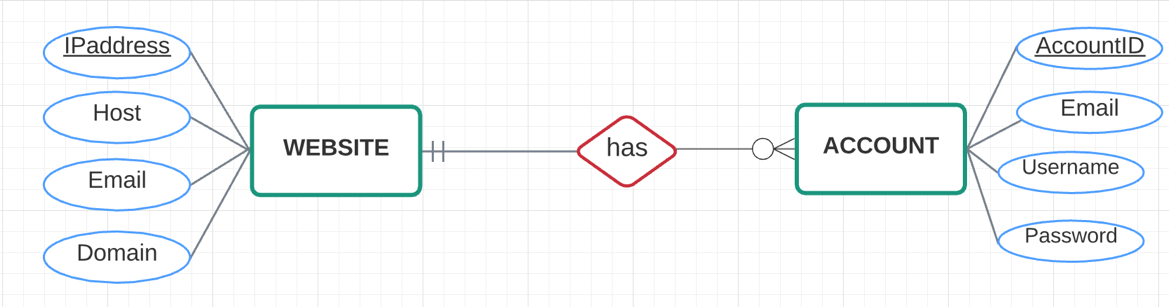 IPaddress
Host
Email
Domain
WEBSITE
has
ACCOUNT
AccountID
Email
Username
Password